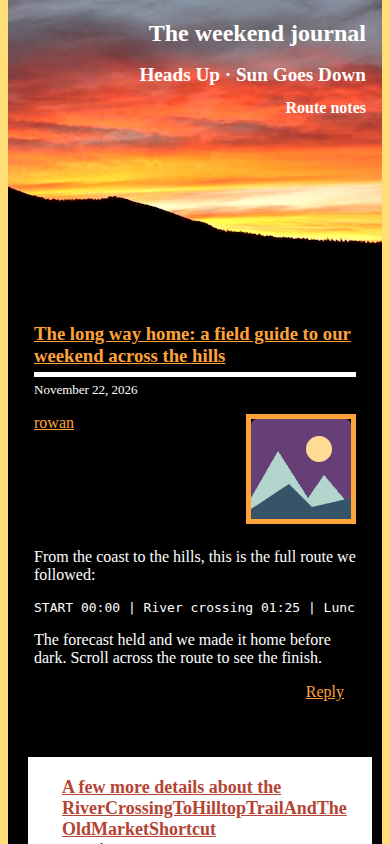 The weekend journal
Heads Up · Sun Goes Down
Route notes
The long way home: a field guide to our
weekend across the hills
November 22, 2026
rowan
From the coast to the hills, this is the full route we
followed:
START 00:00 | River crossing 01:25 | Lunc
The forecast held and we made it home before
dark. Scroll across the route to see the finish.
Reply
A few more details about the
RiverCrossingToHilltopTrailAndThe
OldMarketShortcut